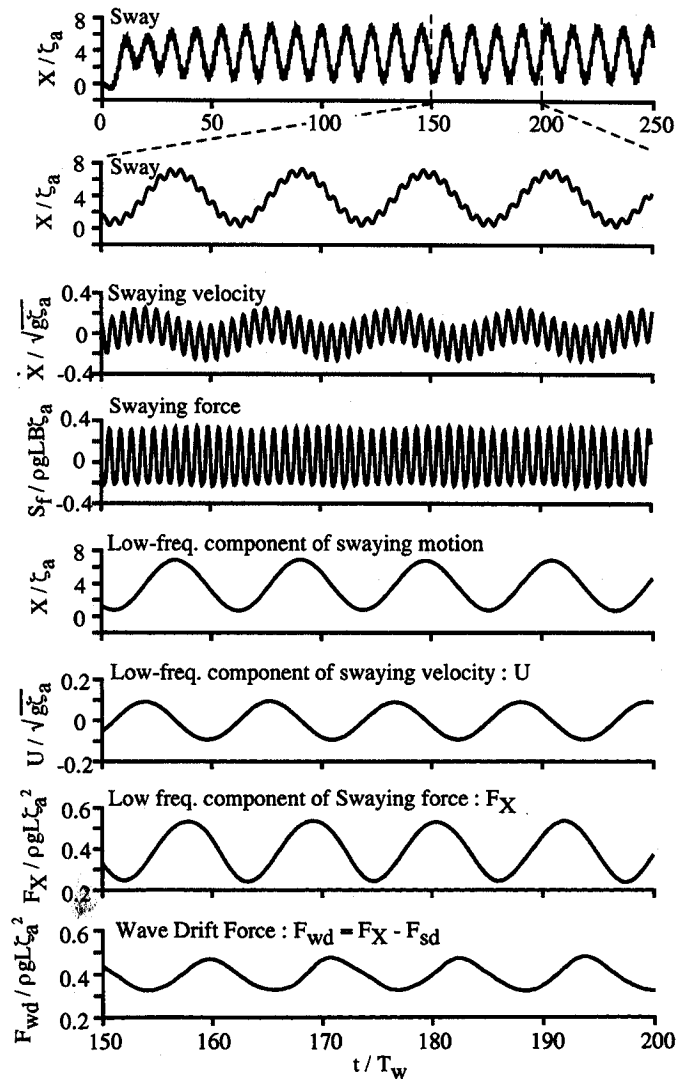 Sway
X / ζa
8
4
0
0 50 100 150 200 250
Sway
X / ζa
8
4
0
Swaying velocity
Ẋ / √gζa
0.4
0
-0.4
Swaying force
Sf / ρgLBζa
0.4
0
-0.4
Low-freq. component of swaying motion
X / ζa
8
4
0
Low-freq. component of swaying velocity : U
U / √gζa
0.2
0
-0.2
Low freq. component of Swaying force : FX
FX / ρgLζa²
0.6
0.4
0.2
Wave Drift Force : Fwd = FX - Fsd
Fwd / ρgLζa²
0.6
0.4
0.2
150 160 170 180 190 200
t / Tw